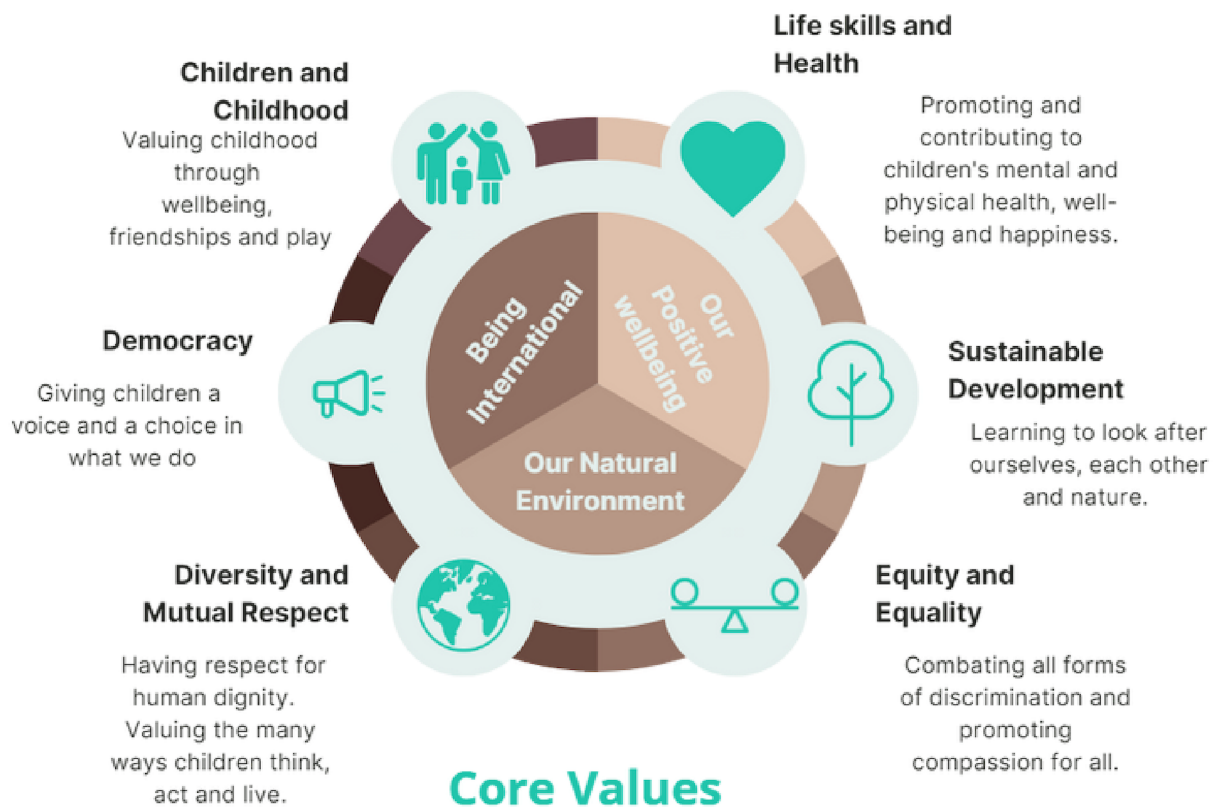 Life skills and
Health
Promoting and
contributing to
children's mental and
physical health, well-
being and happiness.
Children and
Childhood
Valuing childhood
through
wellbeing,
friendships and play
Being
International
Our
Positive
wellbeing
Our Natural
Environment
Democracy
Giving children a
voice and a choice in
what we do
Sustainable
Development
Learning to look after
ourselves, each other
and nature.
Diversity and
Mutual Respect
Having respect for
human dignity.
Valuing the many
ways children think,
act and live.
Equity and
Equality
Combating all forms
of discrimination and
promoting
compassion for all.
Core Values